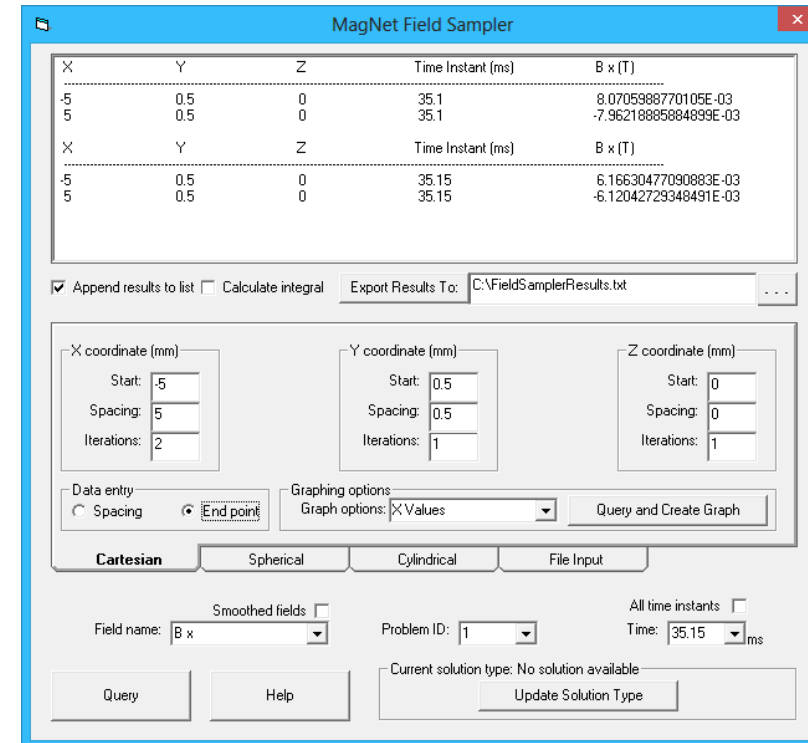 MagNet Field Sampler
X Y Z Time Instant (ms) B x (T)
-5 0.5 0 35.1 8.0705988770105E-03
5 0.5 0 35.1 -7.96218885884899E-03
X Y Z Time Instant (ms) B x (T)
-5 0.5 0 35.15 6.16630477090883E-03
5 0.5 0 35.15 -6.12042729348491E-03
Append results to list Calculate integral Export Results To: C:\FieldSamplerResults.txt ...
X coordinate (mm) Y coordinate (mm) Z coordinate (mm)
Start: -5 Start: 0.5 Start: 0
Spacing: 5 Spacing: 0.5 Spacing: 0
Iterations: 2 Iterations: 1 Iterations: 1
Data entry Graphing options
Spacing End point Graph options: X Values Query and Create Graph
Cartesian Spherical Cylindrical File Input
Smoothed fields All time instants
Field name: B x Problem ID: 1 Time: 35.15 ms
Current solution type: No solution available
Query Help Update Solution Type